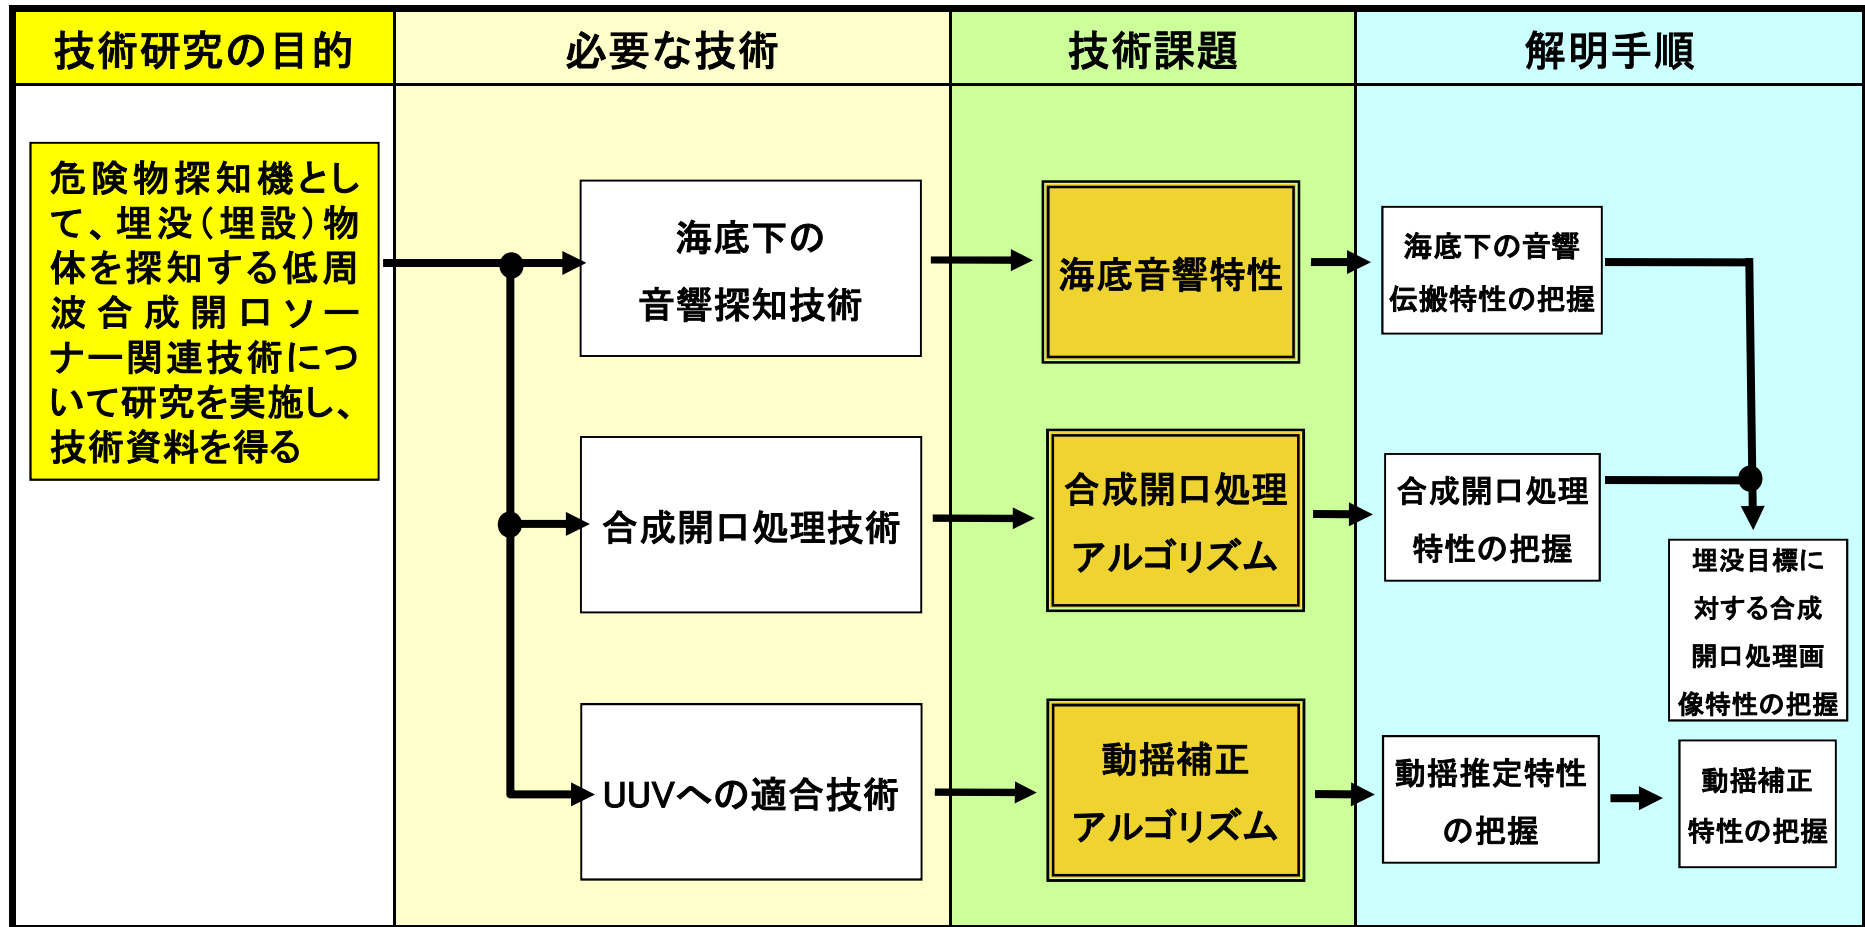 技術研究の目的
必要な技術
技術課題
解明手順
危険物探知機とし
て、埋没（埋設）物
体を探知する低周
波合成開口ソー
ナー関連技術につ
いて研究を実施し、
技術資料を得る
海底下の
音響探知技術
海底音響特性
海底下の音響
伝搬特性の把握
合成開口処理技術
合成開口処理
アルゴリズム
合成開口処理
特性の把握
埋没目標に
対する合成
開口処理画
像特性の把握
UUVへの適合技術
動揺補正
アルゴリズム
動揺推定特性
の把握
動揺補正
特性の把握